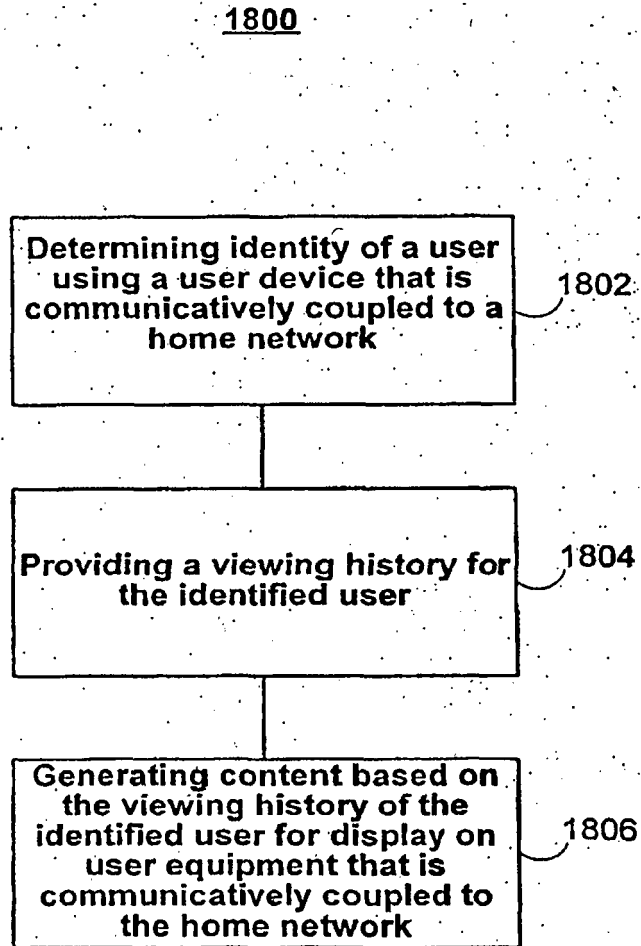 1800
Determining identity of a user
using a user device that is
communicatively coupled to a
home network
1802
Providing a viewing history for
the identified user
1804
Generating content based on
the viewing history of the
identified user for display on
user equipment that is
communicatively coupled to
the home network
1806